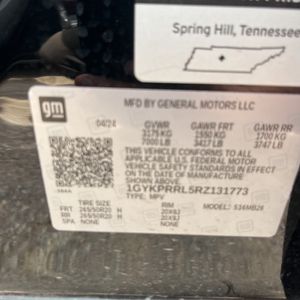 Spring Hill, Tennessee
gm
MFD BY GENERAL MOTORS LLC
04/24 GVWR GAWR FRT GAWR RR
3175 KG 1550 KG 1700 KG
7000 LB 3417 LB 3747 LB
THIS VEHICLE CONFORMS TO ALL APPLICABLE
U.S. FEDERAL MOTOR
VEHICLE SAFETY STANDARDS IN EFFECT
ON THE DATE OF MANUFACTURE SHOWN ABOVE.
1GYKPRRL5RZ131773
TYPE: MPV MODEL:
TIRE SIZE RIM
FRT 265/50R20 H 20X8J
RR 265/50R20 H 20X8J
SPA NONE NONE